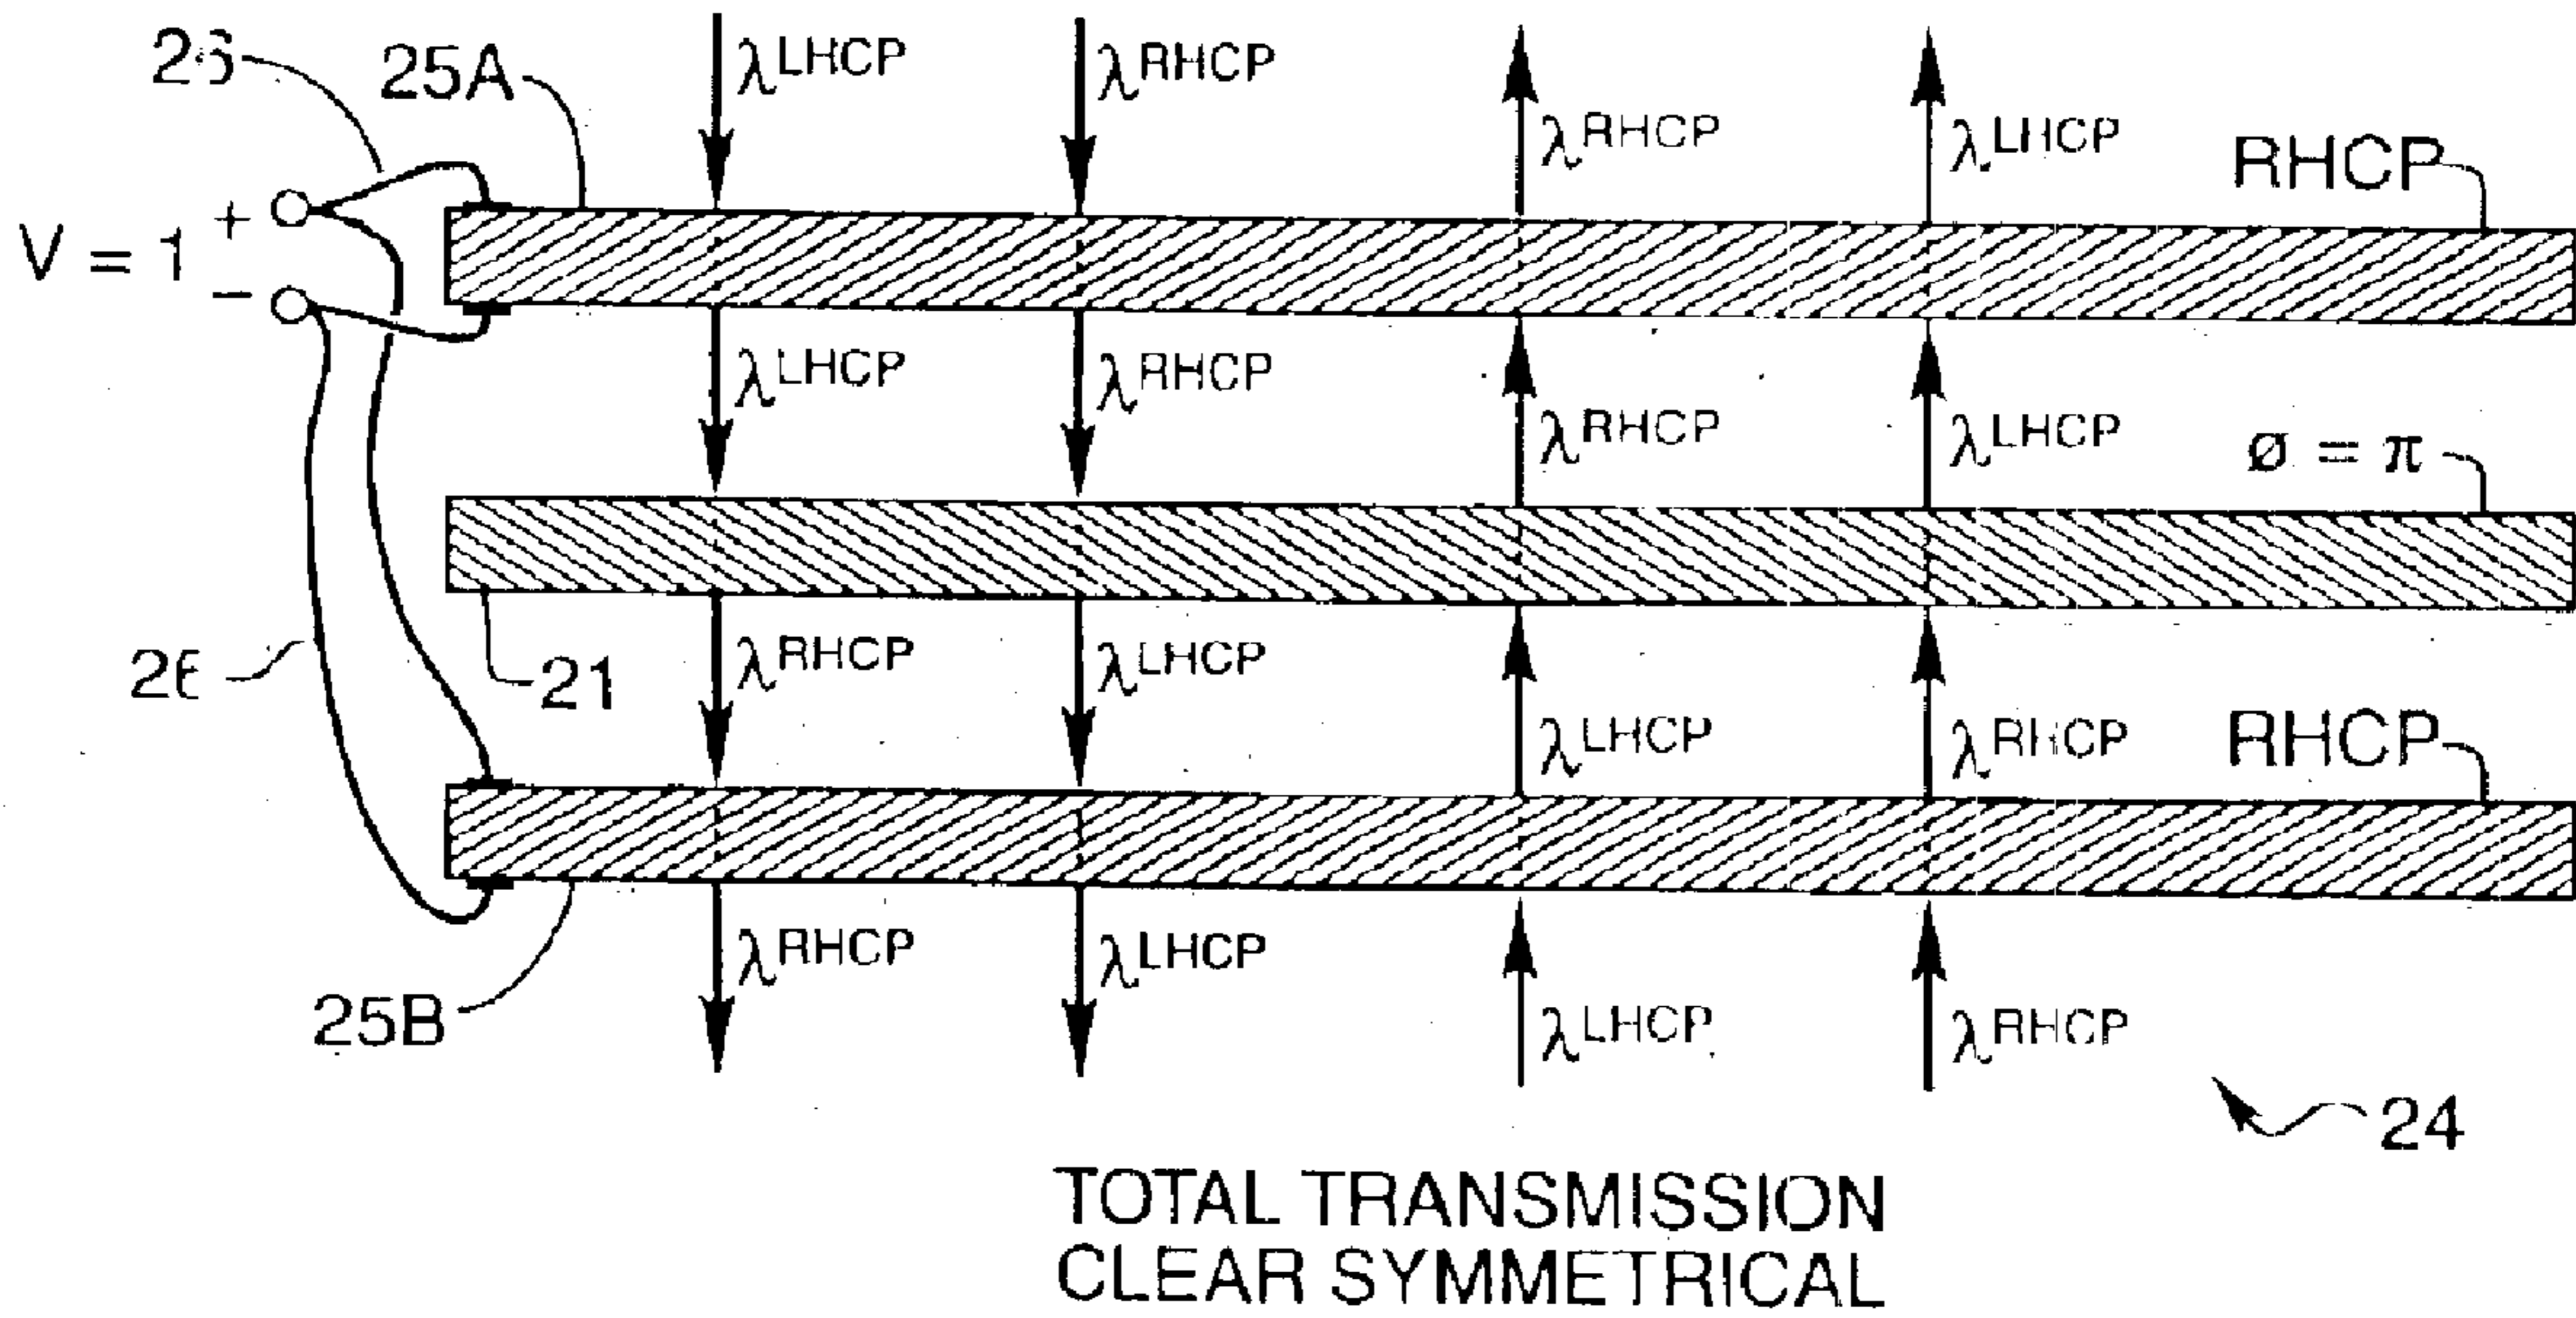 25A
λLHCP
λRHCP
λRHCP
λLHCP
RHCP
V = 1
+
−
λLHCP
λRHCP
λRHCP
λLHCP
ø = π
21
λRHCP
λLHCP
λLHCP
λRHCP
RHCP
25B
λRHCP
λLHCP
λLHCP
λRHCP
24
TOTAL TRANSMISSION
CLEAR SYMMETRICAL